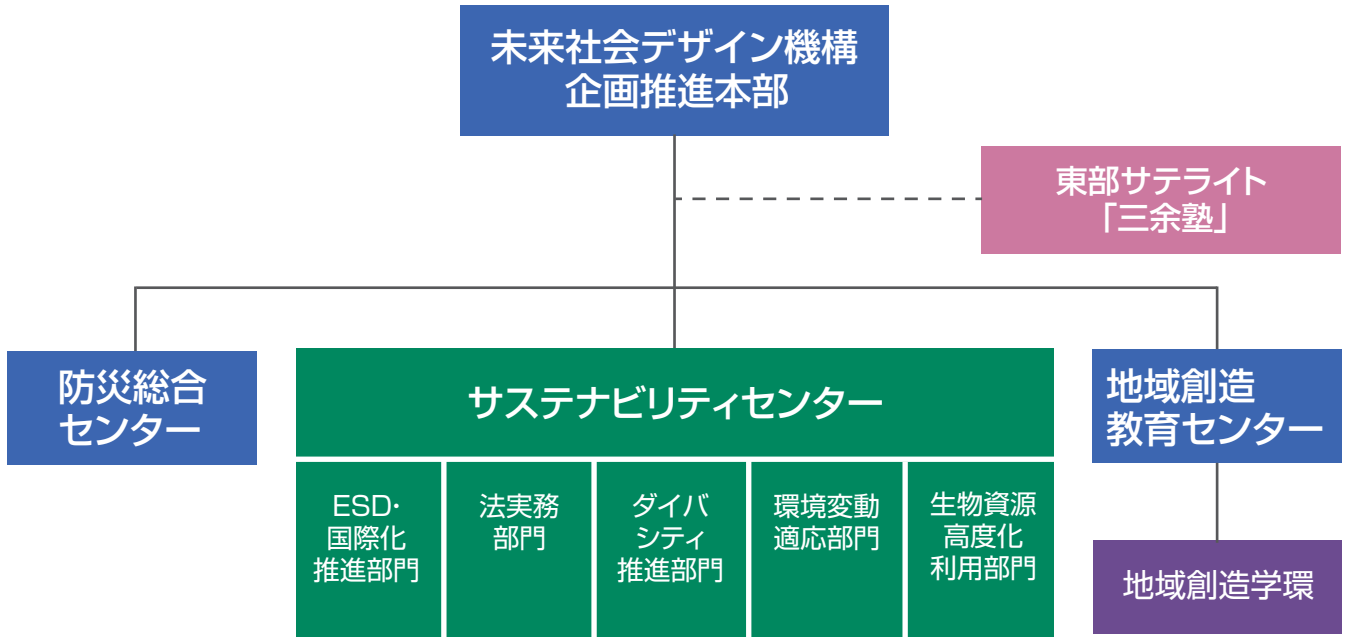 未来社会デザイン機構
企画推進本部
東部サテライト
「三余塾」
防災総合
センター
サステナビリティセンター
地域創造
教育センター
ESD・
国際化
推進部門
法実務
部門
ダイバ
シティ
推進部門
環境変動
適応部門
生物資源
高度化
利用部門
地域創造学環